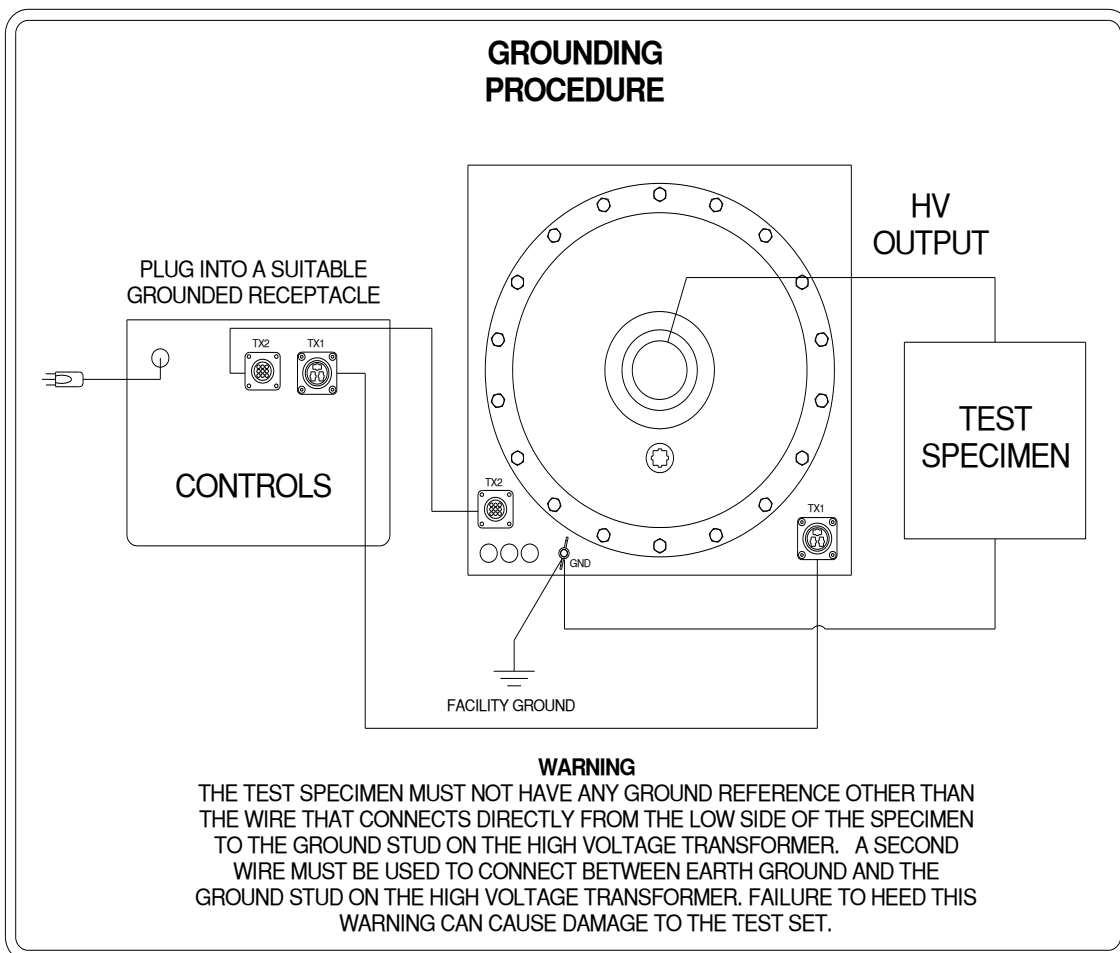 GROUNDING
PROCEDURE
HV
OUTPUT
PLUG INTO A SUITABLE
GROUNDED RECEPTACLE
TX2
TX1
TEST
SPECIMEN
CONTROLS
TX2
TX1
GND
FACILITY GROUND
WARNING
THE TEST SPECIMEN MUST NOT HAVE ANY GROUND REFERENCE OTHER THAN
THE WIRE THAT CONNECTS DIRECTLY FROM THE LOW SIDE OF THE SPECIMEN
TO THE GROUND STUD ON THE HIGH VOLTAGE TRANSFORMER.   A SECOND
WIRE MUST BE USED TO CONNECT BETWEEN EARTH GROUND AND THE
GROUND STUD ON THE HIGH VOLTAGE TRANSFORMER. FAILURE TO HEED THIS
WARNING CAN CAUSE DAMAGE TO THE TEST SET.